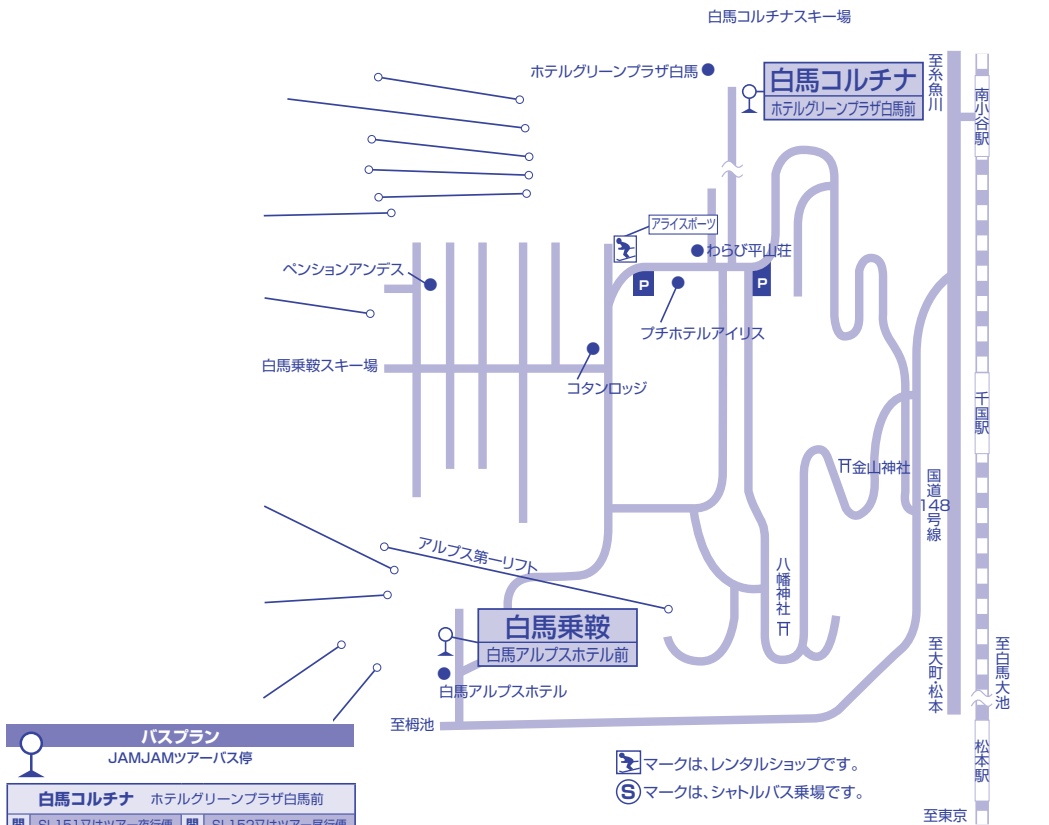 白馬コルチナスキー場
ホテルグリーンプラザ白馬
白馬コルチナ
ホテルグリーンプラザ白馬前
至糸魚川
南小谷駅
アライスポーツ
わらび平山荘
ペンションアンデス
P
P
プチホテルアイリス
白馬乗鞍スキー場
コタンロッジ
千国駅
金山神社
国道148号線
アルプス第一リフト
八幡神社
白馬乗鞍
白馬アルプスホテル前
白馬アルプスホテル
至大町・松本
至白馬大池
至栂池
松本駅
至東京
バスプラン
JAMJAMツアーバス停
白馬コルチナ ホテルグリーンプラザ白馬前
マークは、レンタルショップです。
Sマークは、シャトルバス乗場です。